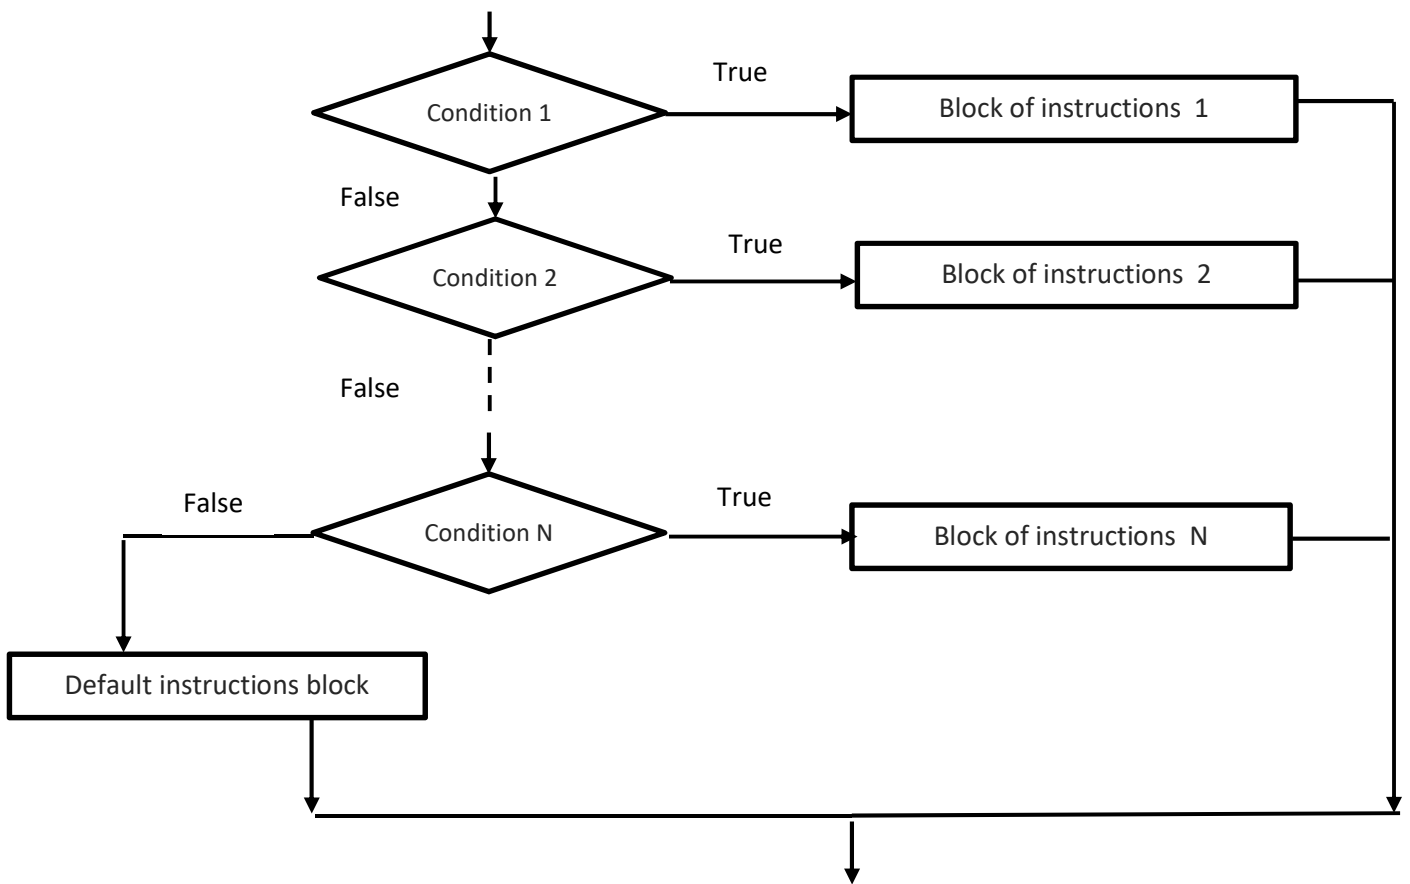 True
Condition 1
Block of instructions 1
False
True
Condition 2
Block of instructions 2
False
False
True
Condition N
Block of instructions N
Default instructions block